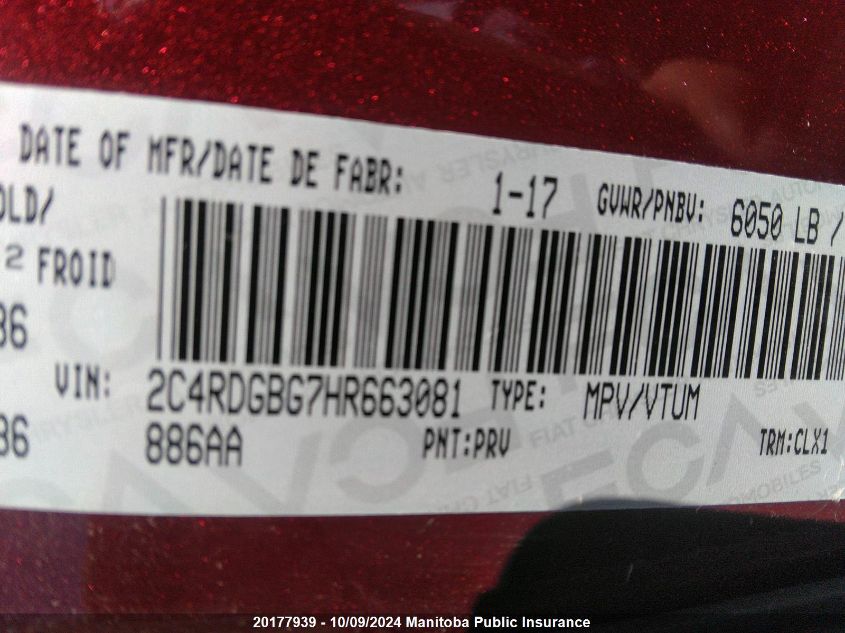 DATE OF MFR/DATE DE FABR: 1-17 GVWR/PNBV: 6050 LB /
OLD/
2 FROID
86
VIN: 2C4RDGBG7HR663081 TYPE: MPV/VTUM
86 886AA PNT:PRV TRM:CLX1
20177939 - 10/09/2024 Manitoba Public Insurance